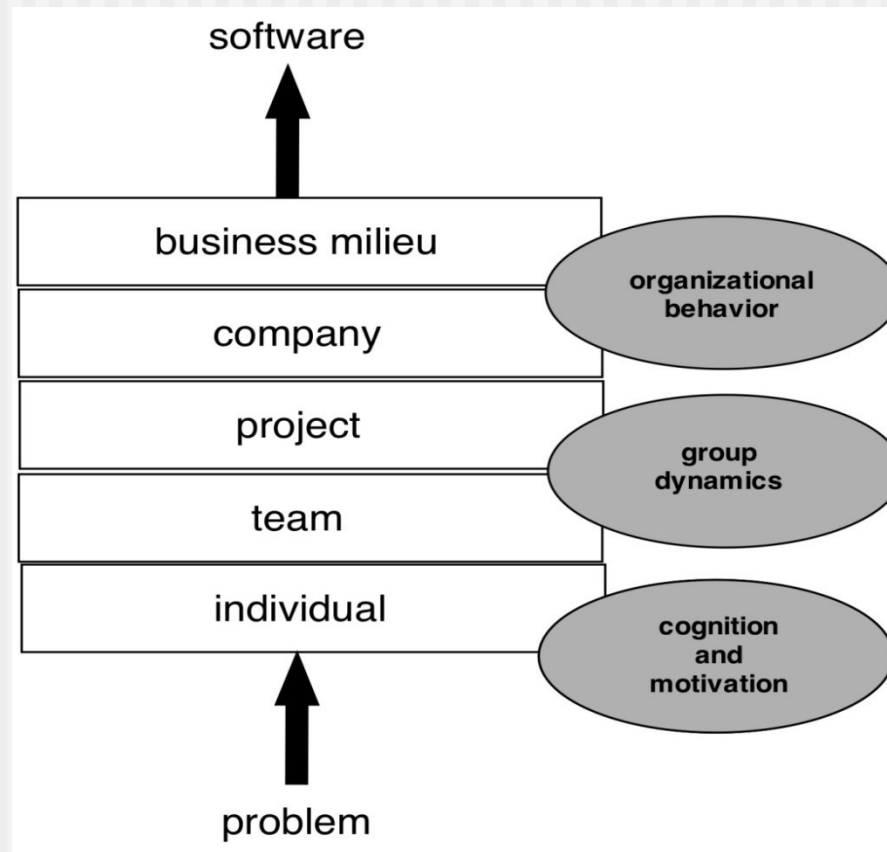 software
business milieu
organizational
behavior
company
project
group
dynamics
team
individual
cognition
and
motivation
problem